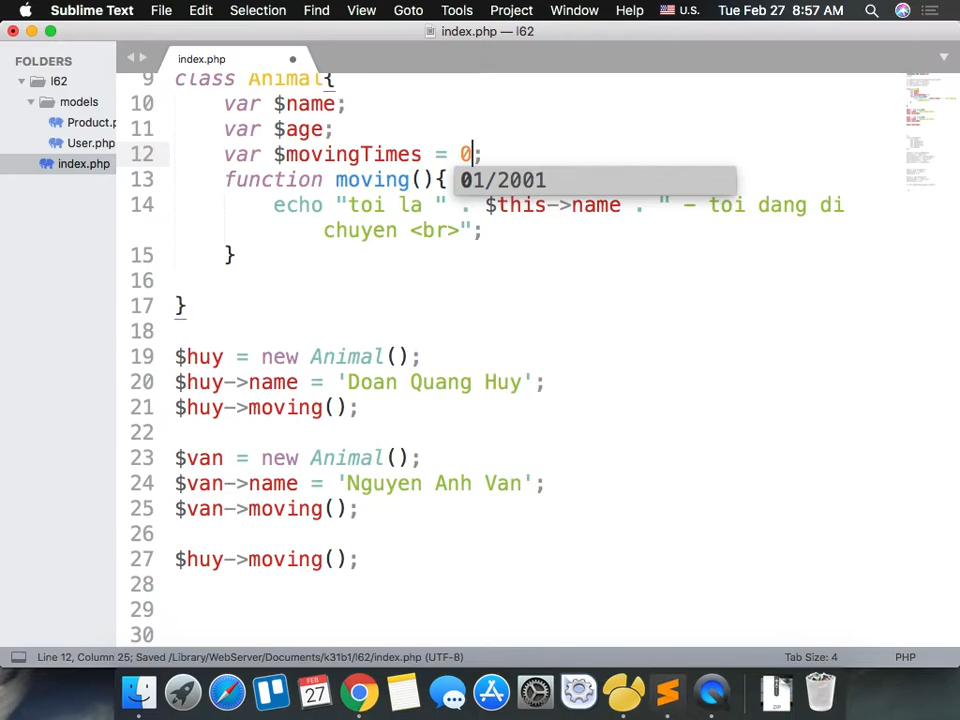 Sublime Text File Edit Selection Find View Goto Tools Project Window Help U.S. Tue Feb 27 8:57 AM
index.php — l62
FOLDERS
l62
models
Product.p
User.php
index.php
index.php
9 class Animal{
10 var $name;
11 var $age;
12 var $movingTimes = 0;
01/2001
13 function moving(){
14 echo "toi la " . $this->name . " - toi dang di
chuyen <br>";
15 }
16
17 }
18
19 $huy = new Animal();
20 $huy->name = 'Doan Quang Huy';
21 $huy->moving();
22
23 $van = new Animal();
24 $van->name = 'Nguyen Anh Van';
25 $van->moving();
26
27 $huy->moving();
28
29
30
Line 12, Column 25; Saved /Library/WebServer/Documents/k31b1/l62/index.php (UTF-8) Tab Size: 4 PHP
FEB
27
ZIP